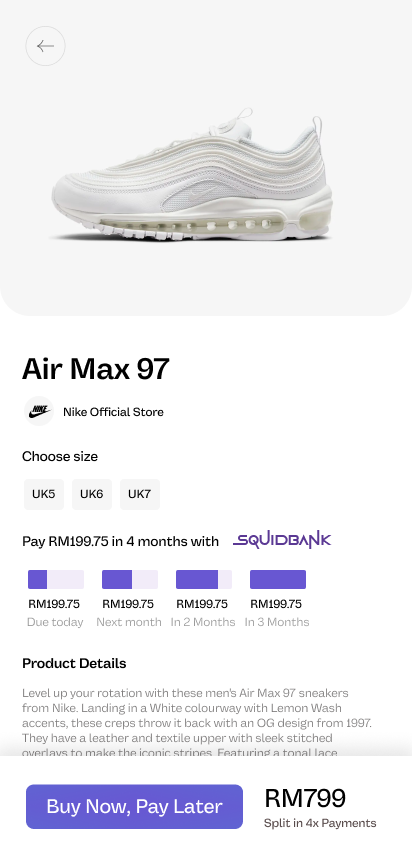 Air Max 97
NIKE
Nike Official Store
Choose size
UK5 UK6 UK7
Pay RM199.75 in 4 months with SQUIDBANK
RM199.75 RM199.75 RM199.75 RM199.75
Due today Next month In 2 Months In 3 Months
Product Details
Level up your rotation with these men's Air Max 97 sneakers
from Nike. Landing in a White colourway with Lemon Wash
accents, these creps throw it back with an OG design from 1997.
They have a leather and textile upper with sleek stitched
overlays to make the iconic stripes. Featuring a tonal lace
Buy Now, Pay Later
RM799
Split in 4x Payments